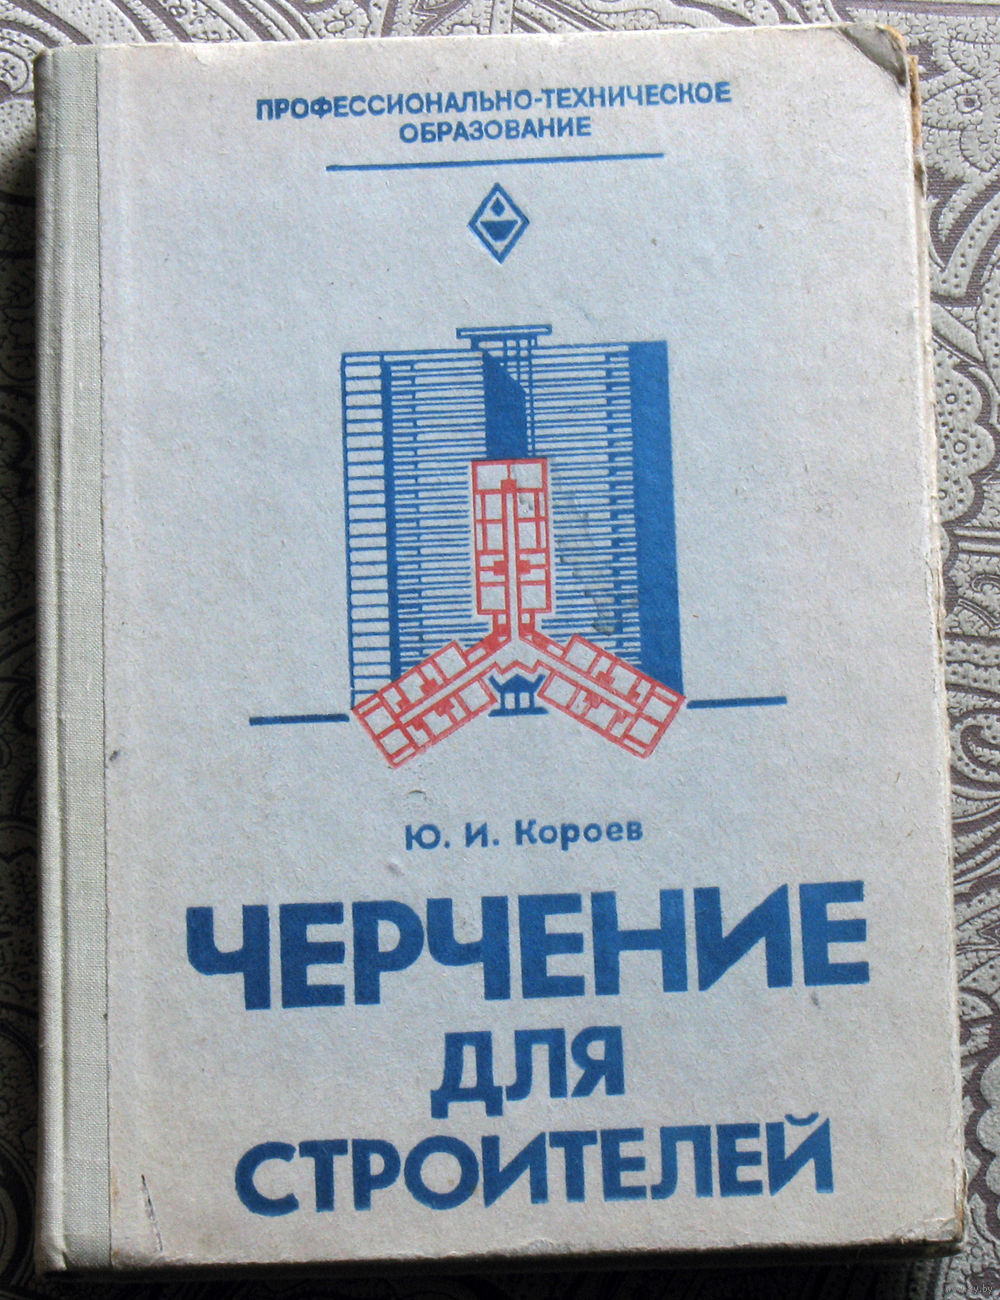 ПРОФЕССИОНАЛЬНО-ТЕХНИЧЕСКОЕ
ОБРАЗОВАНИЕ
Ю. И. Короев
ЧЕРЧЕНИЕ
ДЛЯ
СТРОИТЕЛЕЙ